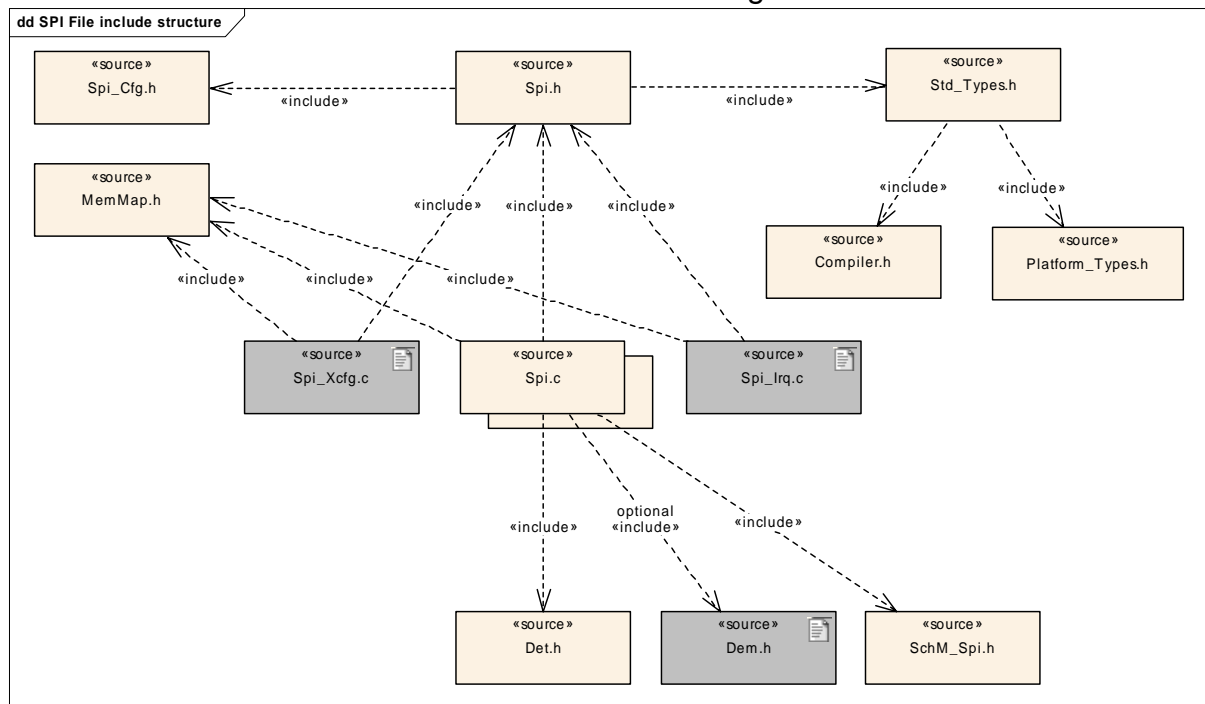 dd SPI File include structure
«source»
Spi_Cfg.h
«source»
Spi.h
«source»
Std_Types.h
«include»
«include»
«source»
MemMap.h
«include»
«include»
«include»
«include»
«include»
«source»
Compiler.h
«source»
Platform_Types.h
«include»
«include»
«include»
«source»
Spi_Xcfg.c
«source»
Spi.c
«source»
Spi_Irq.c
«include»
optional
«include»
«include»
«source»
Det.h
«source»
Dem.h
«source»
SchM_Spi.h